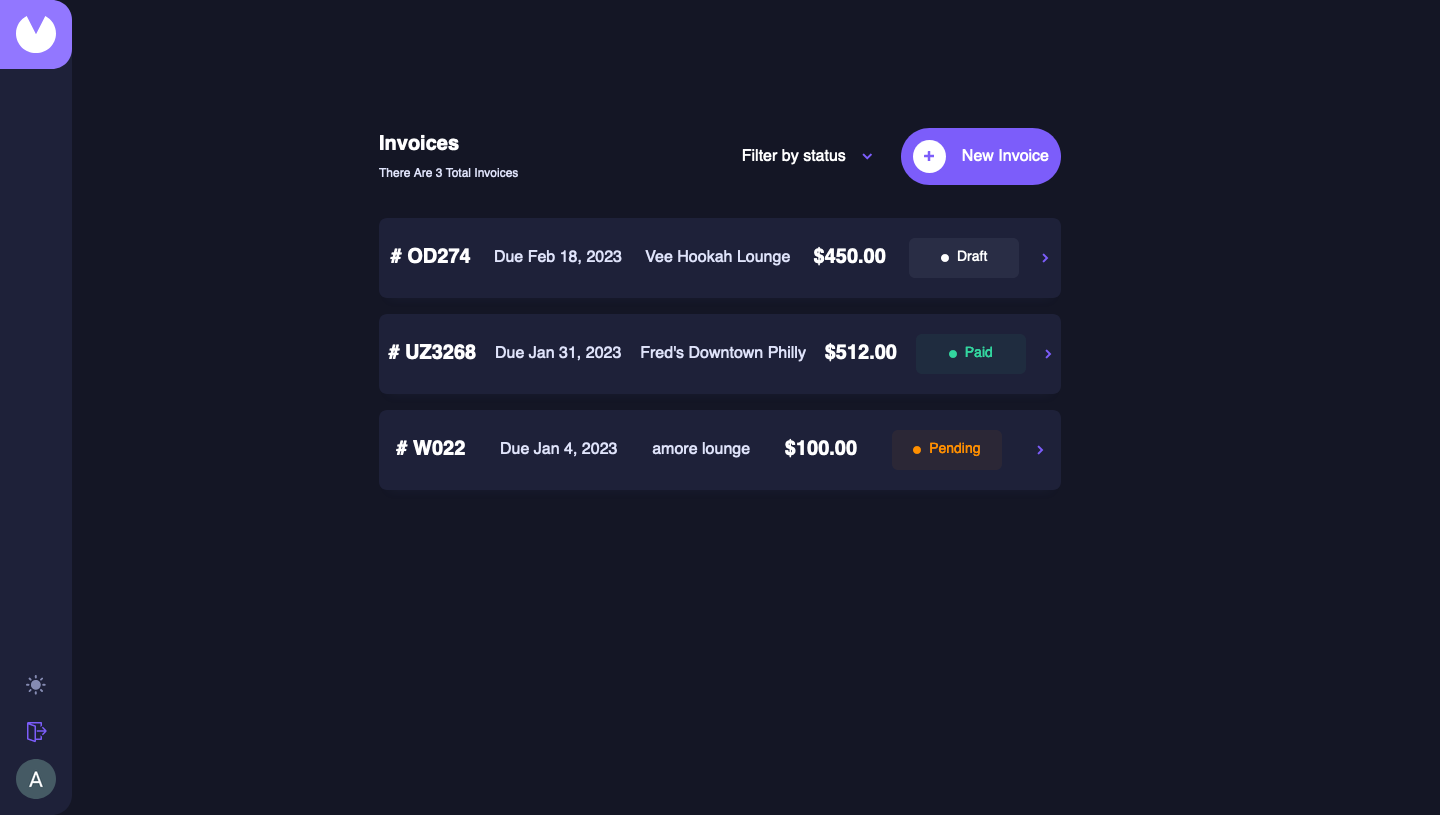 Invoices
There Are 3 Total Invoices
Filter by status
New Invoice
# OD274 Due Feb 18, 2023 Vee Hookah Lounge $450.00 Draft
# UZ3268 Due Jan 31, 2023 Fred's Downtown Philly $512.00 Paid
# W022 Due Jan 4, 2023 amore lounge $100.00 Pending
A